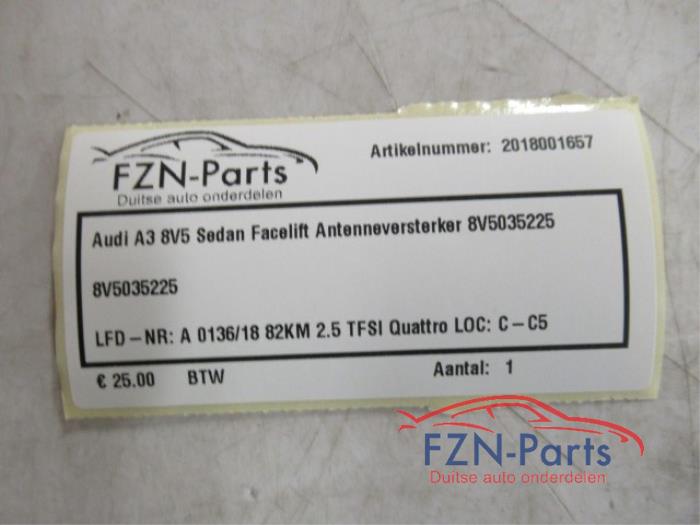 FZN-Parts
Duitse auto onderdelen
Artikelnummer: 2018001657
Audi A3 8V5 Sedan Facelift Antenneversterker 8V5035225
8V5035225
LFD-NR: A 0136/18 82KM 2.5 TFSI Quattro LOC: C-C5
€ 25.00 BTW Aantal: 1
FZN-Parts
Duitse auto onderdelen